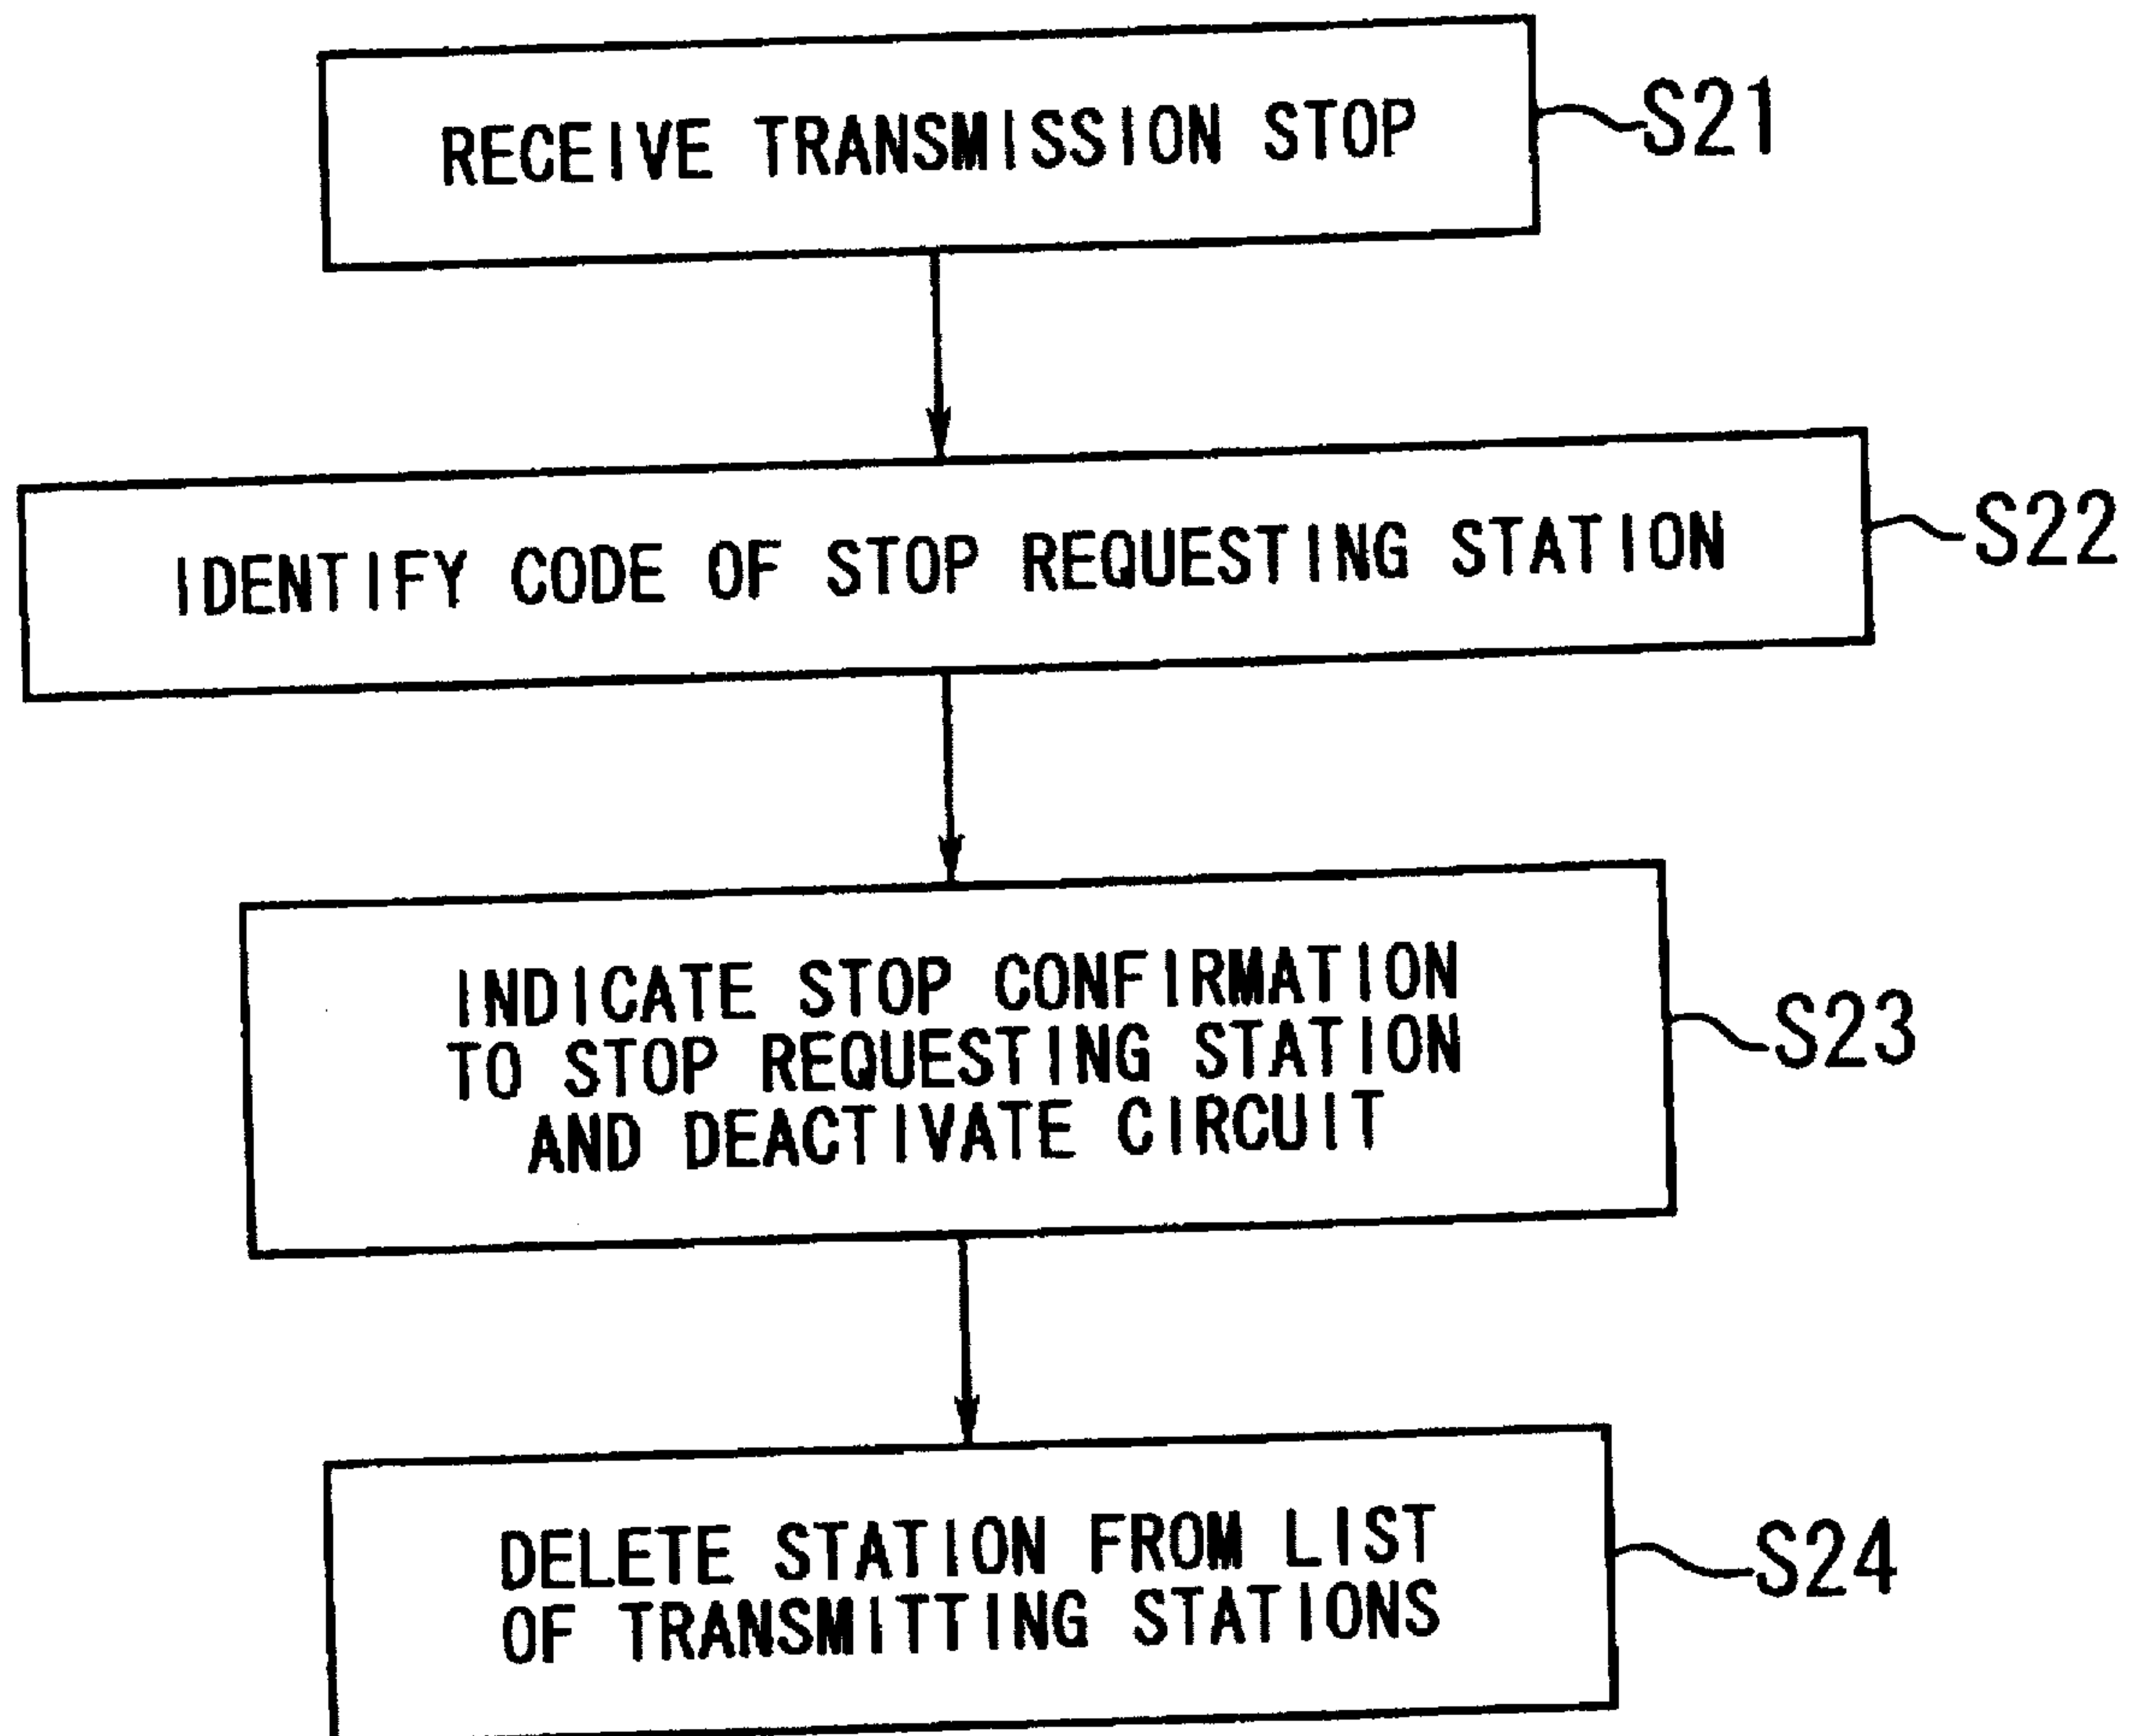 RECEIVE TRANSMISSION STOP
S21
IDENTIFY CODE OF STOP REQUESTING STATION
S22
INDICATE STOP CONFIRMATION
TO STOP REQUESTING STATION
AND DEACTIVATE CIRCUIT
S23
DELETE STATION FROM LIST
OF TRANSMITTING STATIONS
S24